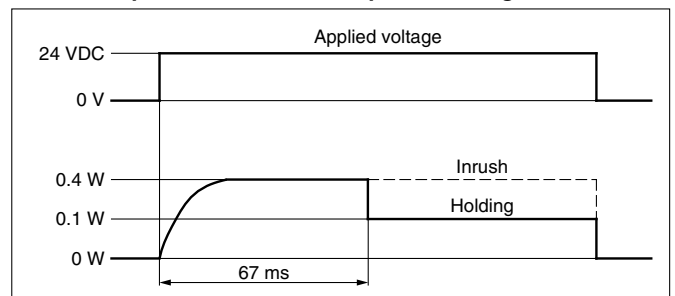 Applied voltage
24 VDC
0 V
Inrush
0.4 W
Holding
0.1 W
0 W
67 ms